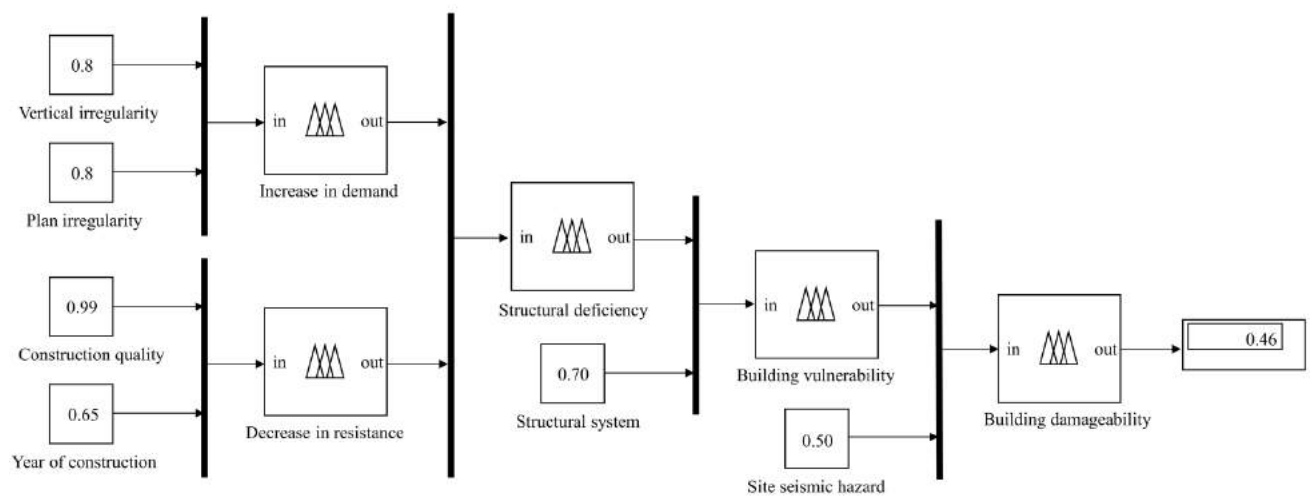 0.8
Vertical irregularity
0.8
Plan irregularity
in out
Increase in demand
0.99
Construction quality
0.65
Year of construction
in out
Decrease in resistance
in out
Structural deficiency
0.70
Structural system
in out
Building vulnerability
0.50
Site seismic hazard
in out
Building damageability
0.46